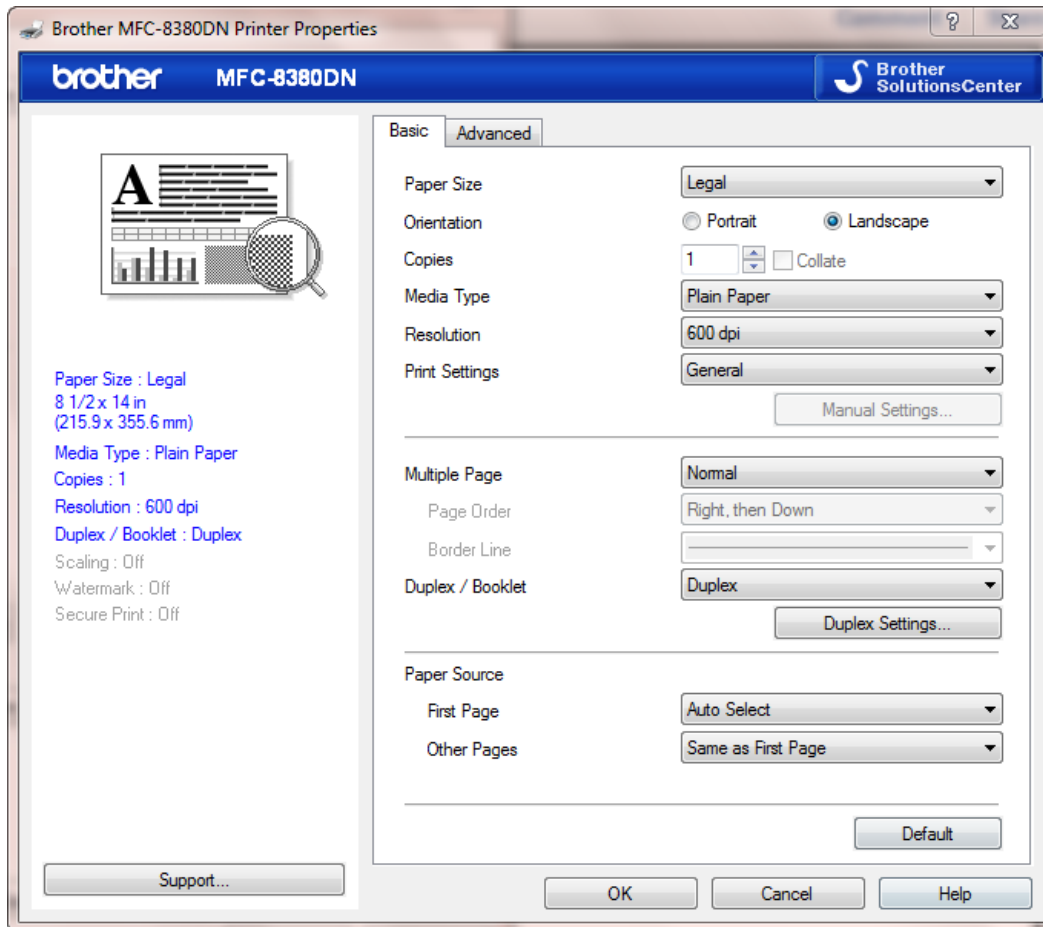 Brother MFC-8380DN Printer Properties
brother MFC-8380DN
Brother
SolutionsCenter
A
Paper Size : Legal
8 1/2 x 14 in
(215.9 x 355.6 mm)
Media Type : Plain Paper
Copies : 1
Resolution : 600 dpi
Duplex / Booklet : Duplex
Scaling : Off
Watermark : Off
Secure Print : Off
Support...
Basic Advanced
Paper Size Legal
Orientation Portrait Landscape
Copies 1 Collate
Media Type Plain Paper
Resolution 600 dpi
Print Settings General
Manual Settings...
Multiple Page Normal
Page Order Right, then Down
Border Line
Duplex / Booklet Duplex
Duplex Settings...
Paper Source
First Page Auto Select
Other Pages Same as First Page
Default
OK Cancel Help